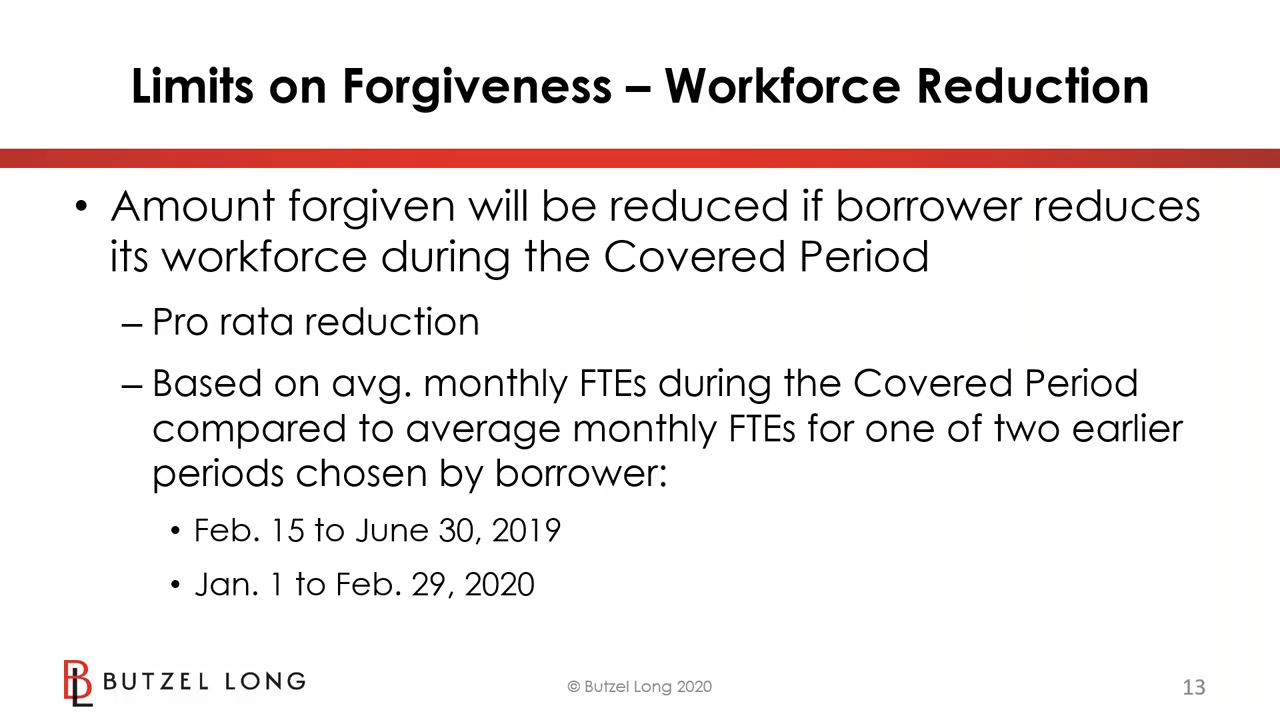 Limits on Forgiveness – Workforce Reduction
• Amount forgiven will be reduced if borrower reduces
its workforce during the Covered Period
– Pro rata reduction
– Based on avg. monthly FTEs during the Covered Period
compared to average monthly FTEs for one of two earlier
periods chosen by borrower:
• Feb. 15 to June 30, 2019
• Jan. 1 to Feb. 29, 2020
BL BUTZEL LONG
© Butzel Long 2020
13